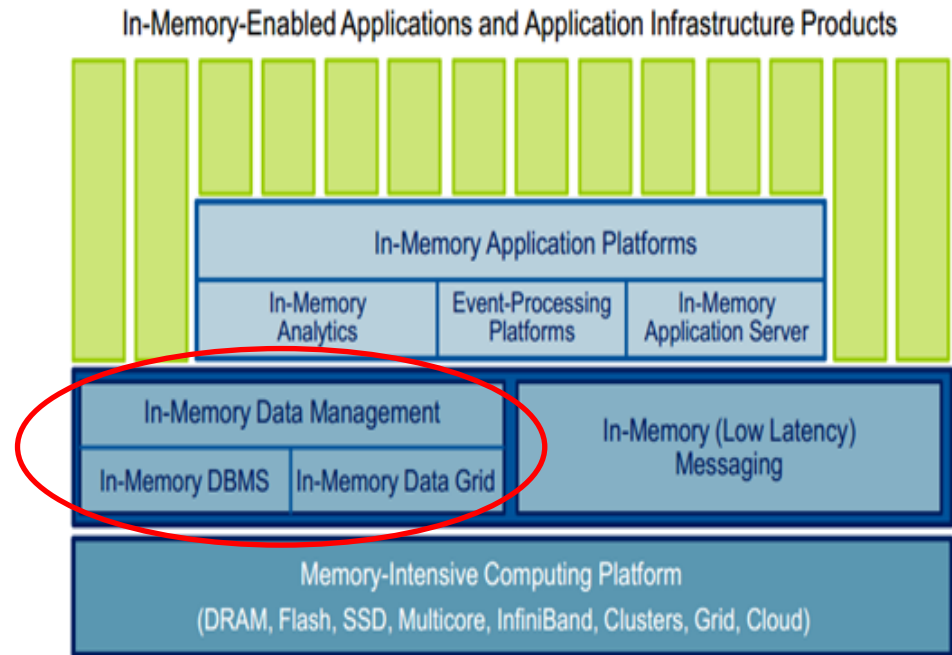 In-Memory-Enabled Applications and Application Infrastructure Products
In-Memory Application Platforms
In-Memory
Analytics
Event-Processing
Platforms
In-Memory
Application Server
In-Memory Data Management
In-Memory DBMS
In-Memory Data Grid
In-Memory (Low Latency)
Messaging
Memory-Intensive Computing Platform
(DRAM, Flash, SSD, Multicore, InfiniBand, Clusters, Grid, Cloud)